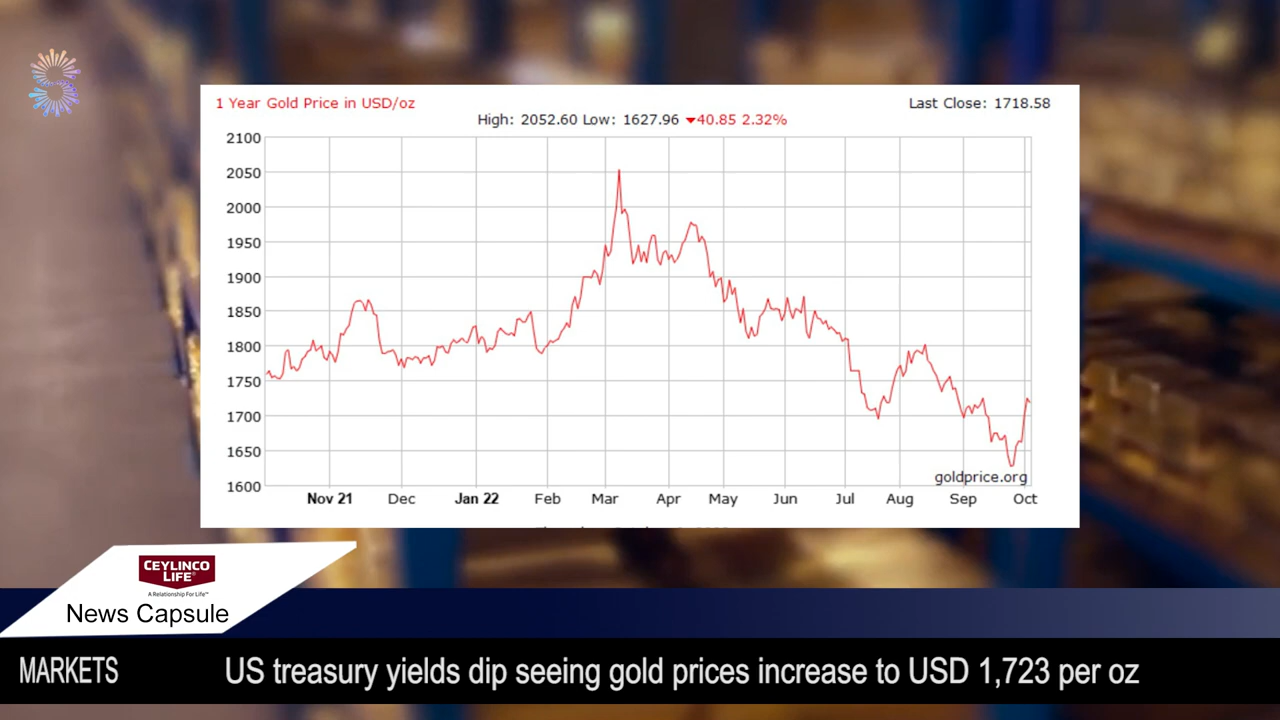 1 Year Gold Price in USD/oz
Last Close: 1718.58
High: 2052.60 Low: 1627.96 ▼40.85 2.32%
2100
2050
2000
1950
1900
1850
1800
1750
1700
1650
1600
goldprice.org
Nov 21 Dec Jan 22 Feb Mar Apr May Jun Jul Aug Sep Oct
CEYLINCO
LIFE®
A Relationship For Life™
News Capsule
MARKETS US treasury yields dip seeing gold prices increase to USD 1,723 per oz